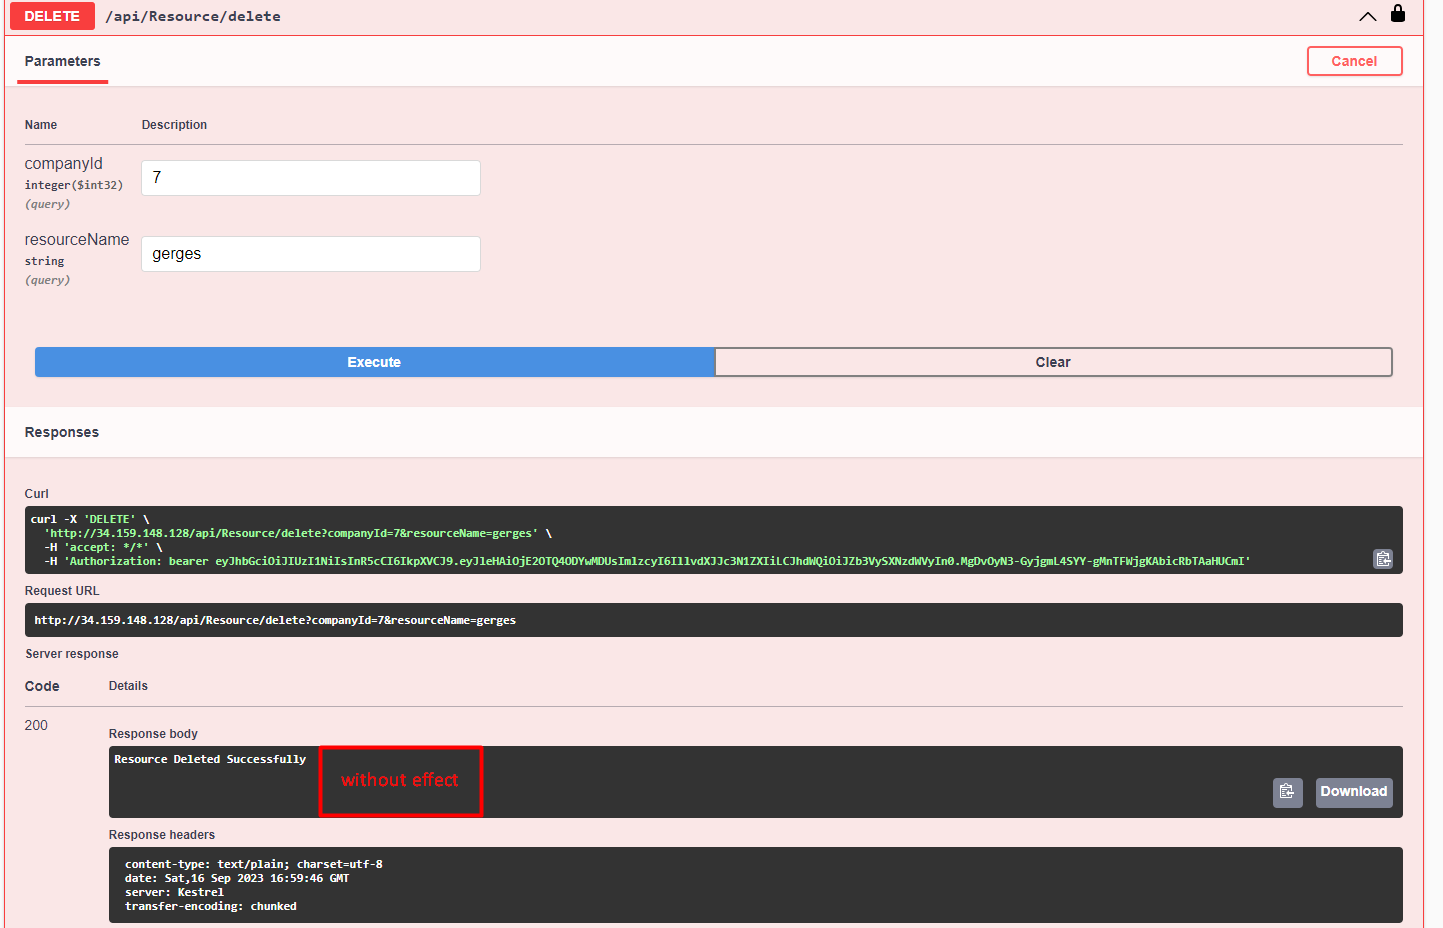 DELETE /api/Resource/delete
Parameters Cancel
Name Description
companyId
integer($int32)
(query)
7
resourceName
string
(query)
gerges
Execute Clear
Responses
Curl
curl -X 'DELETE' \
'http://34.159.148.128/api/Resource/delete?companyId=7&resourceName=gerges' \
-H 'accept: */*' \
-H 'Authorization: bearer eyJhbGciOiJIUzI1NiIsInR5cCI6IkpXVCJ9.eyJleHAiOjE2OTQ4ODYwMDUsImlzcyI6IllvdXJJc3N1ZXIiLCJhdWQiOiJZb3VySXNzdWVyIn0.MgDvOyN3-GyjgmL4SYY-gMnTFWjgKAbicRbTAaHUCmI'
Request URL
http://34.159.148.128/api/Resource/delete?companyId=7&resourceName=gerges
Server response
Code Details
200
Response body
Resource Deleted Successfully
without effect
Download
Response headers
content-type: text/plain; charset=utf-8
date: Sat,16 Sep 2023 16:59:46 GMT
server: Kestrel
transfer-encoding: chunked